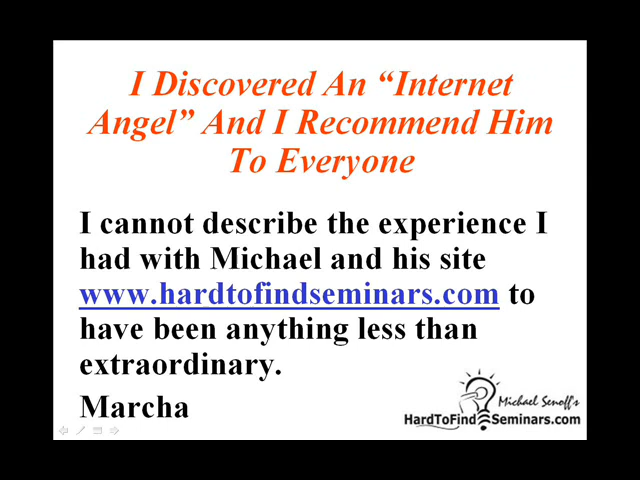 I Discovered An “Internet
Angel” And I Recommend Him
To Everyone
I cannot describe the experience I
had with Michael and his site
www.hardtofindseminars.com to
have been anything less than
extraordinary.
Marcha
Michael Senoff's
HardToFindSeminars.com